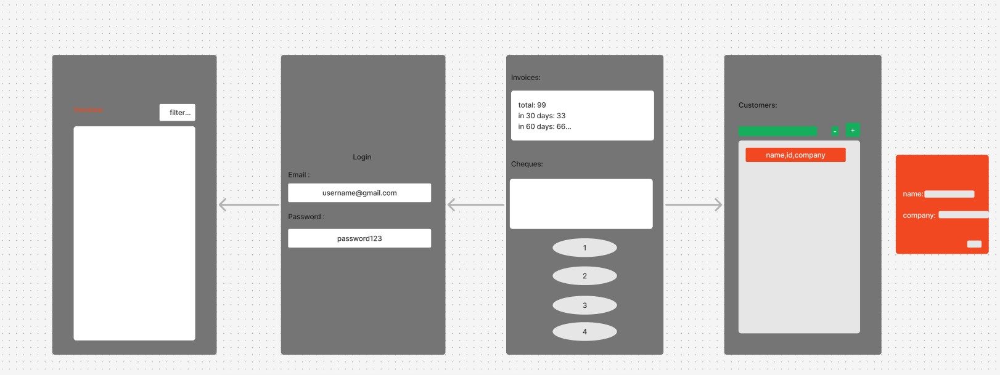 filter...
Login
Email :
username@gmail.com
Password :
password123
Invoices:
total: 99
in 30 days: 33
in 60 days: 66...
Cheques:
1
2
3
4
Customers:
-
+
name,id,company
name:
company: